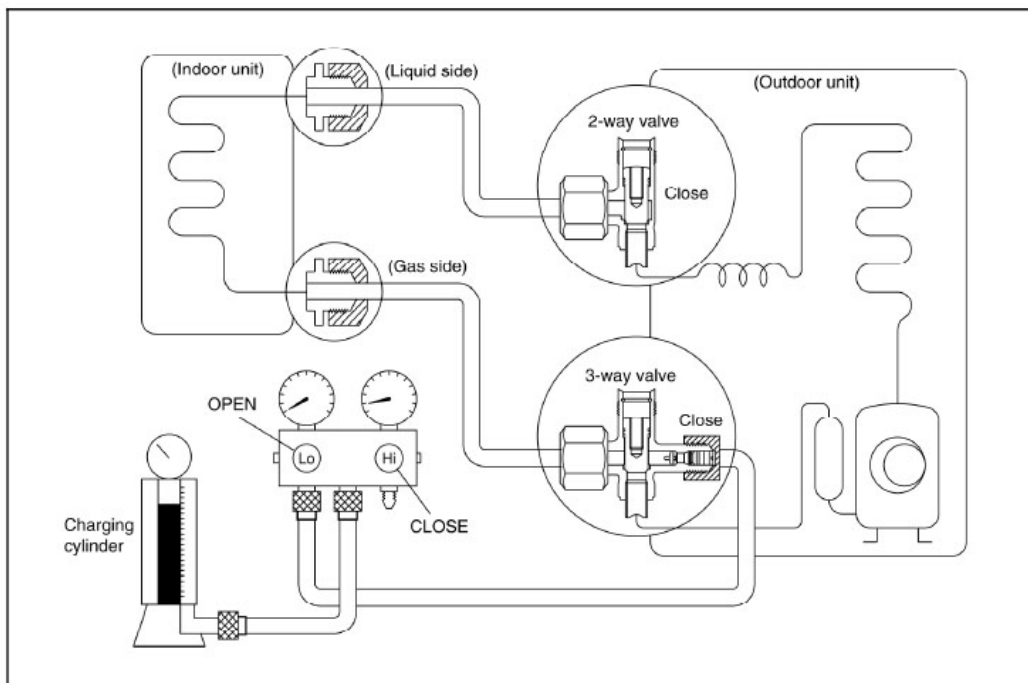 (Indoor unit)
(Liquid side)
(Outdoor unit)
2-way valve
Close
(Gas side)
3-way valve
Close
OPEN
Lo
Hi
CLOSE
Charging
cylinder